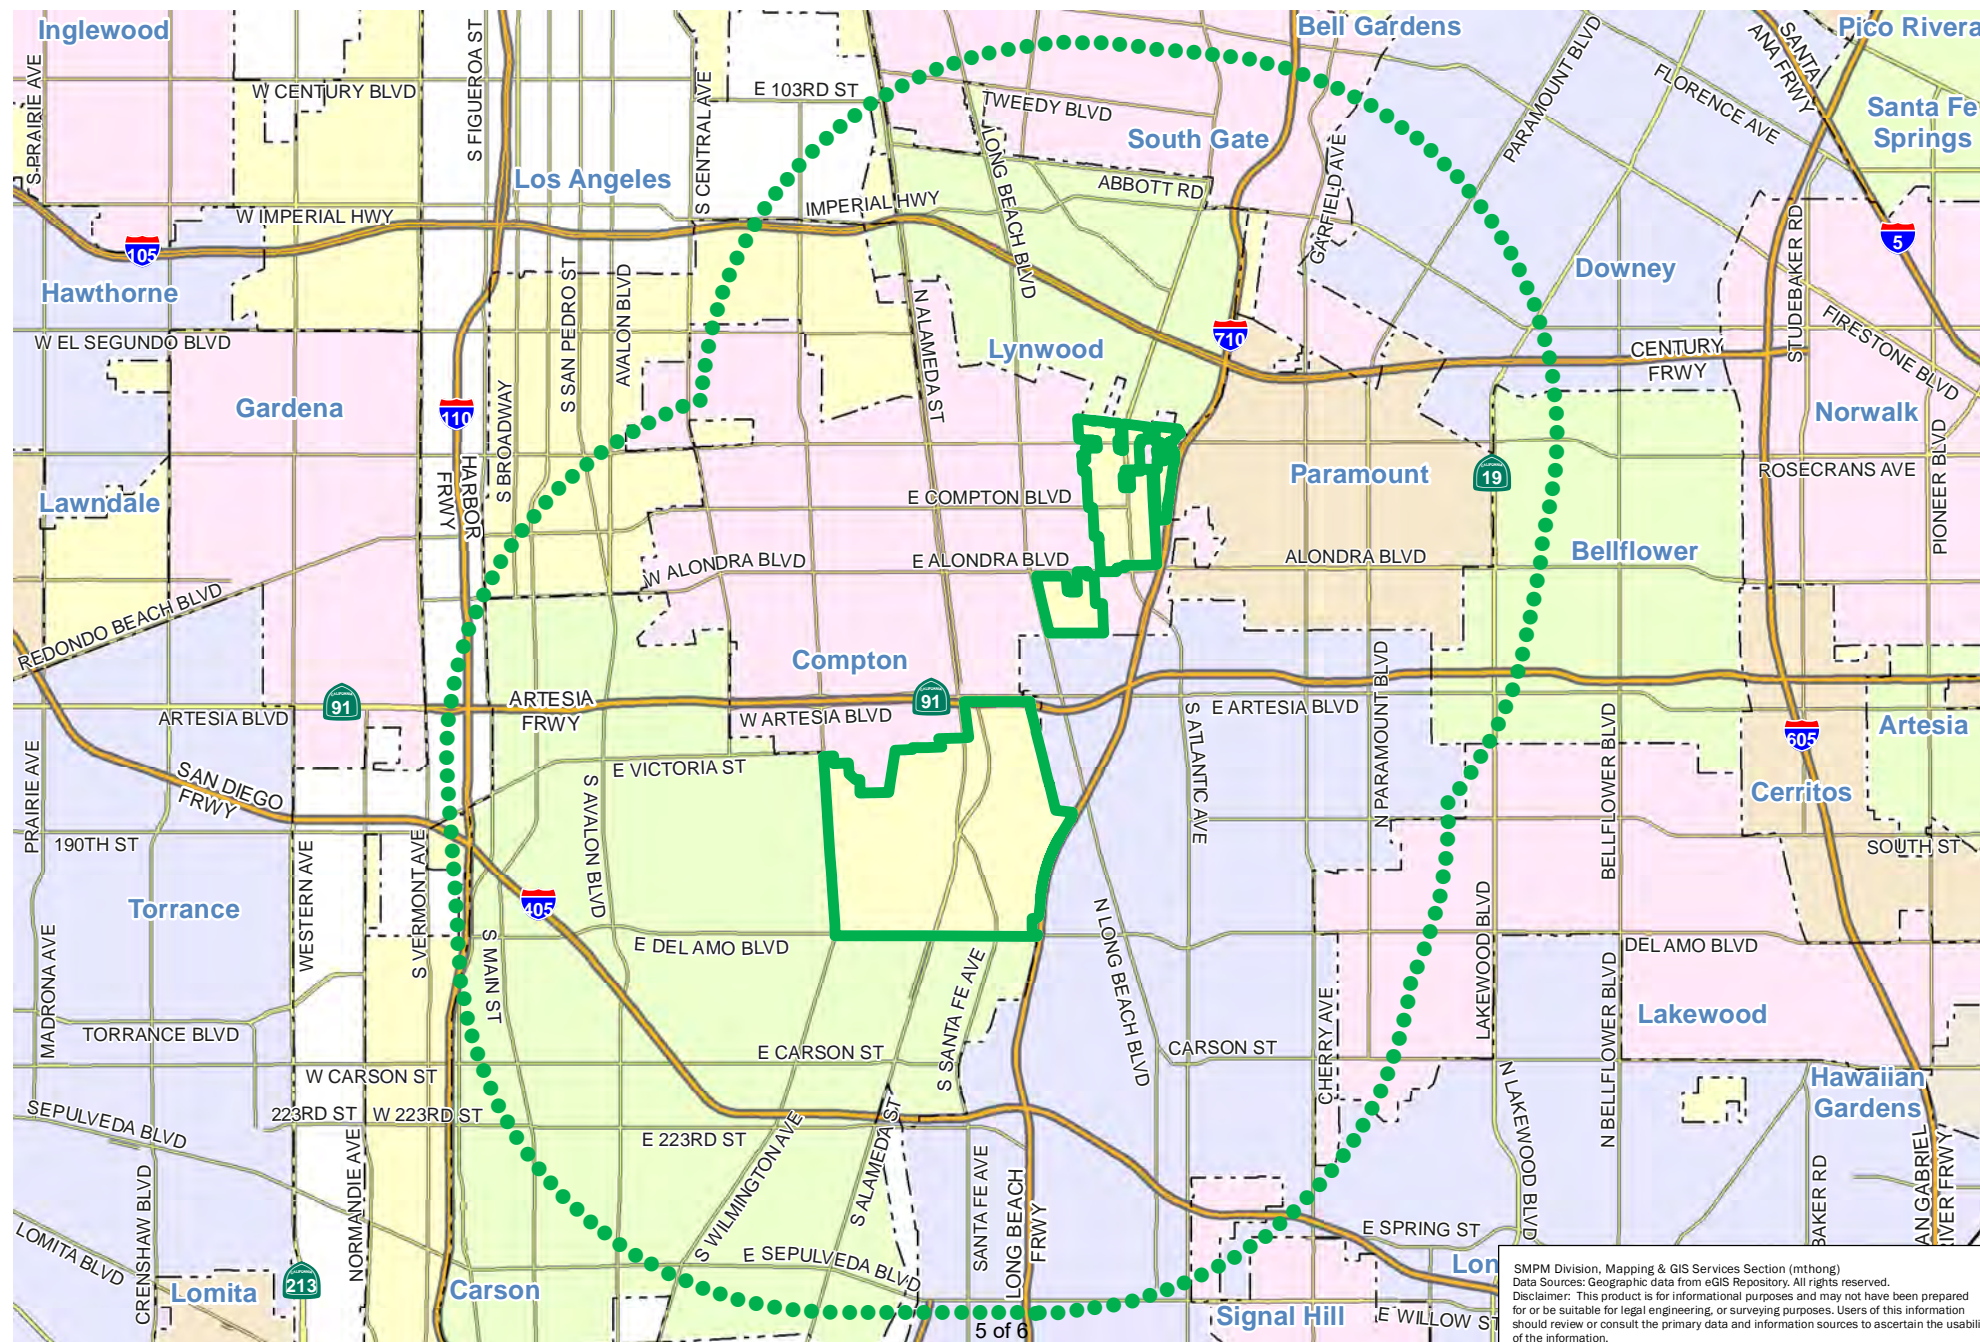 Inglewood
Bell Gardens
Pico Rivera
S PRAIRIE AVE
W CENTURY BLVD
S FIGUEROA ST
S CENTRAL AVE
E 103RD ST
TWEEDY BLVD
PARAMOUNT BLVD
SANTA
ANA FRWY
FLORENCE AVE
Santa Fe
Springs
South Gate
LONG BEACH BLVD
GARFIELD AVE
Los Angeles
ABBOTT RD
W IMPERIAL HWY
IMPERIAL HWY
STUDEBAKER RD
5
105
Hawthorne
S SAN PEDRO ST
AVALON BLVD
N ALAMEDA ST
Downey
W EL SEGUNDO BLVD
Lynwood
710
FIRESTONE BLVD
CENTURY
FRWY
Gardena
110
S BROADWAY
Norwalk
PIONEER BLVD
HARBOR
FRWY
Lawndale
E COMPTON BLVD
Paramount
19
ROSECRANS AVE
W ALONDRA BLVD
E ALONDRA BLVD
ALONDRA BLVD
Bellflower
REDONDO BEACH BLVD
Compton
N PARAMOUNT BLVD
91
ARTESIA BLVD
ARTESIA
FRWY
91
W ARTESIA BLVD
S ATLANTIC AVE
E ARTESIA BLVD
BELLFLOWER BLVD
605
Artesia
PRAIRIE AVE
SAN DIEGO
FRWY
E VICTORIA ST
S AVALON BLVD
Cerritos
190TH ST
SOUTH ST
WESTERN AVE
S VERMONT AVE
405
Torrance
N LONG BEACH BLVD
LAKEWOOD BLVD
MADRONA AVE
S MAIN ST
E DEL AMO BLVD
DEL AMO BLVD
S SANTA FE AVE
CHERRY AVE
N BELLFLOWER BLVD
Lakewood
TORRANCE BLVD
E CARSON ST
CARSON ST
W CARSON ST
Hawaiian
Gardens
SEPULVEDA BLVD
223RD ST
W 223RD ST
E 223RD ST
S WILMINGTON AVE
S ALAMEDA ST
N LAKEWOOD BLVD
CRENSHAW BLVD
NORMANDIE AVE
SANTA FE AVE
LONG BEACH
FRWY
BAKER RD
AN GABRIEL
IVER FRWY
LOMITA BLVD
E SEPULVEDA BLVD
E SPRING ST
213
Lomita
Carson
Lon
Signal Hill
E WILLOW ST
5 of 6
SMPM Division, Mapping & GIS Services Section (mthong)
Data Sources: Geographic data from eGIS Repository. All rights reserved.
Disclaimer: This product is for informational purposes and may not have been prepared
for or be suitable for legal engineering, or surveying purposes. Users of this information
should review or consult the primary data and information sources to ascertain the usabili
of the information.